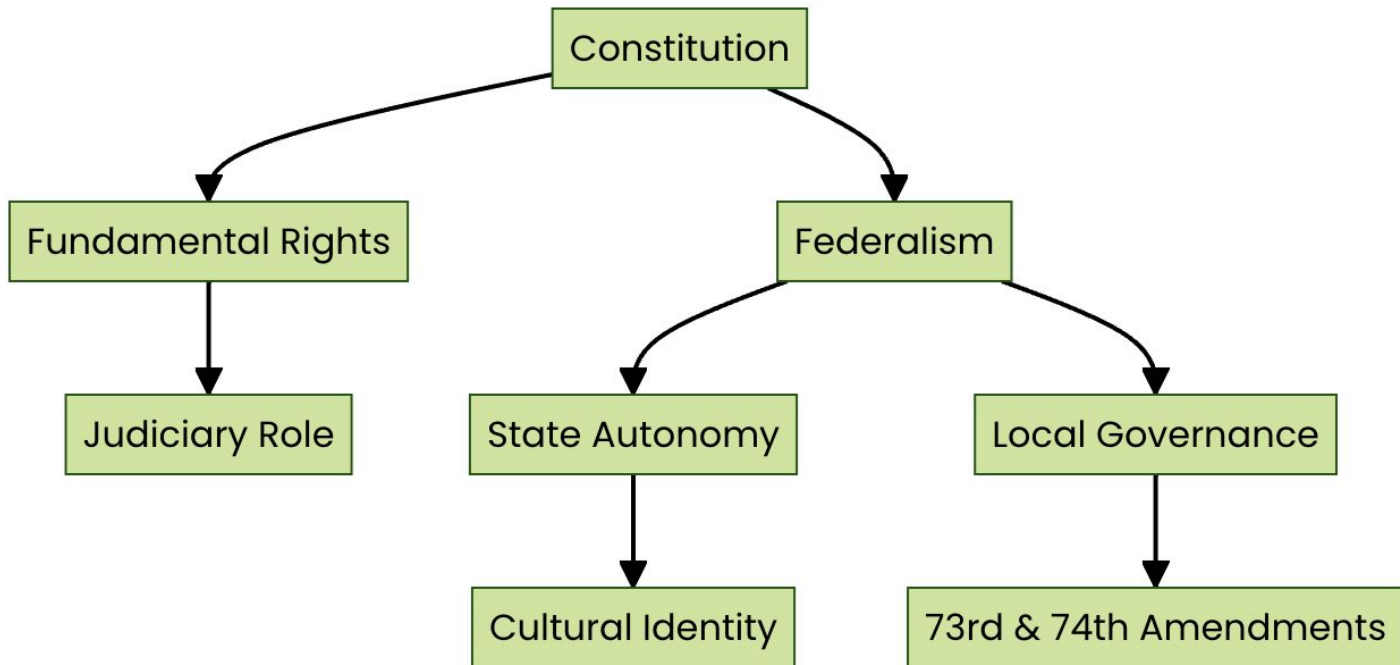 Constitution
Fundamental Rights
Federalism
Judiciary Role
State Autonomy
Local Governance
Cultural Identity
73rd & 74th Amendments